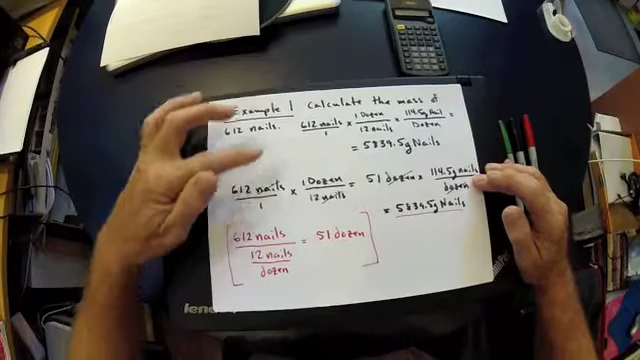 Example 1 Calculate the mass of
612 nails. 612 nails/1 x 1 Dozen/12 nails x 114.5g Nail/Dozen =
= 5839.5g Nails
612 nails/1 x 1 Dozen/12 nails = 51 dozen x 114.5g nails/dozen
= 5839.5g Nails
[612 nails / 12 nails/dozen = 51 dozen]
leno